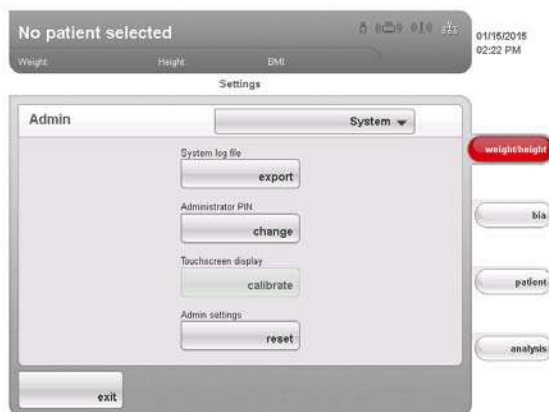 No patient selected
01/15/2015
02:22 PM
Weight: Height: BMI:
Settings
Admin
System
System log file
export
Administrator PIN
change
Touchscreen display
calibrate
Admin settings
reset
exit
weight/height
bia
patient
analysis